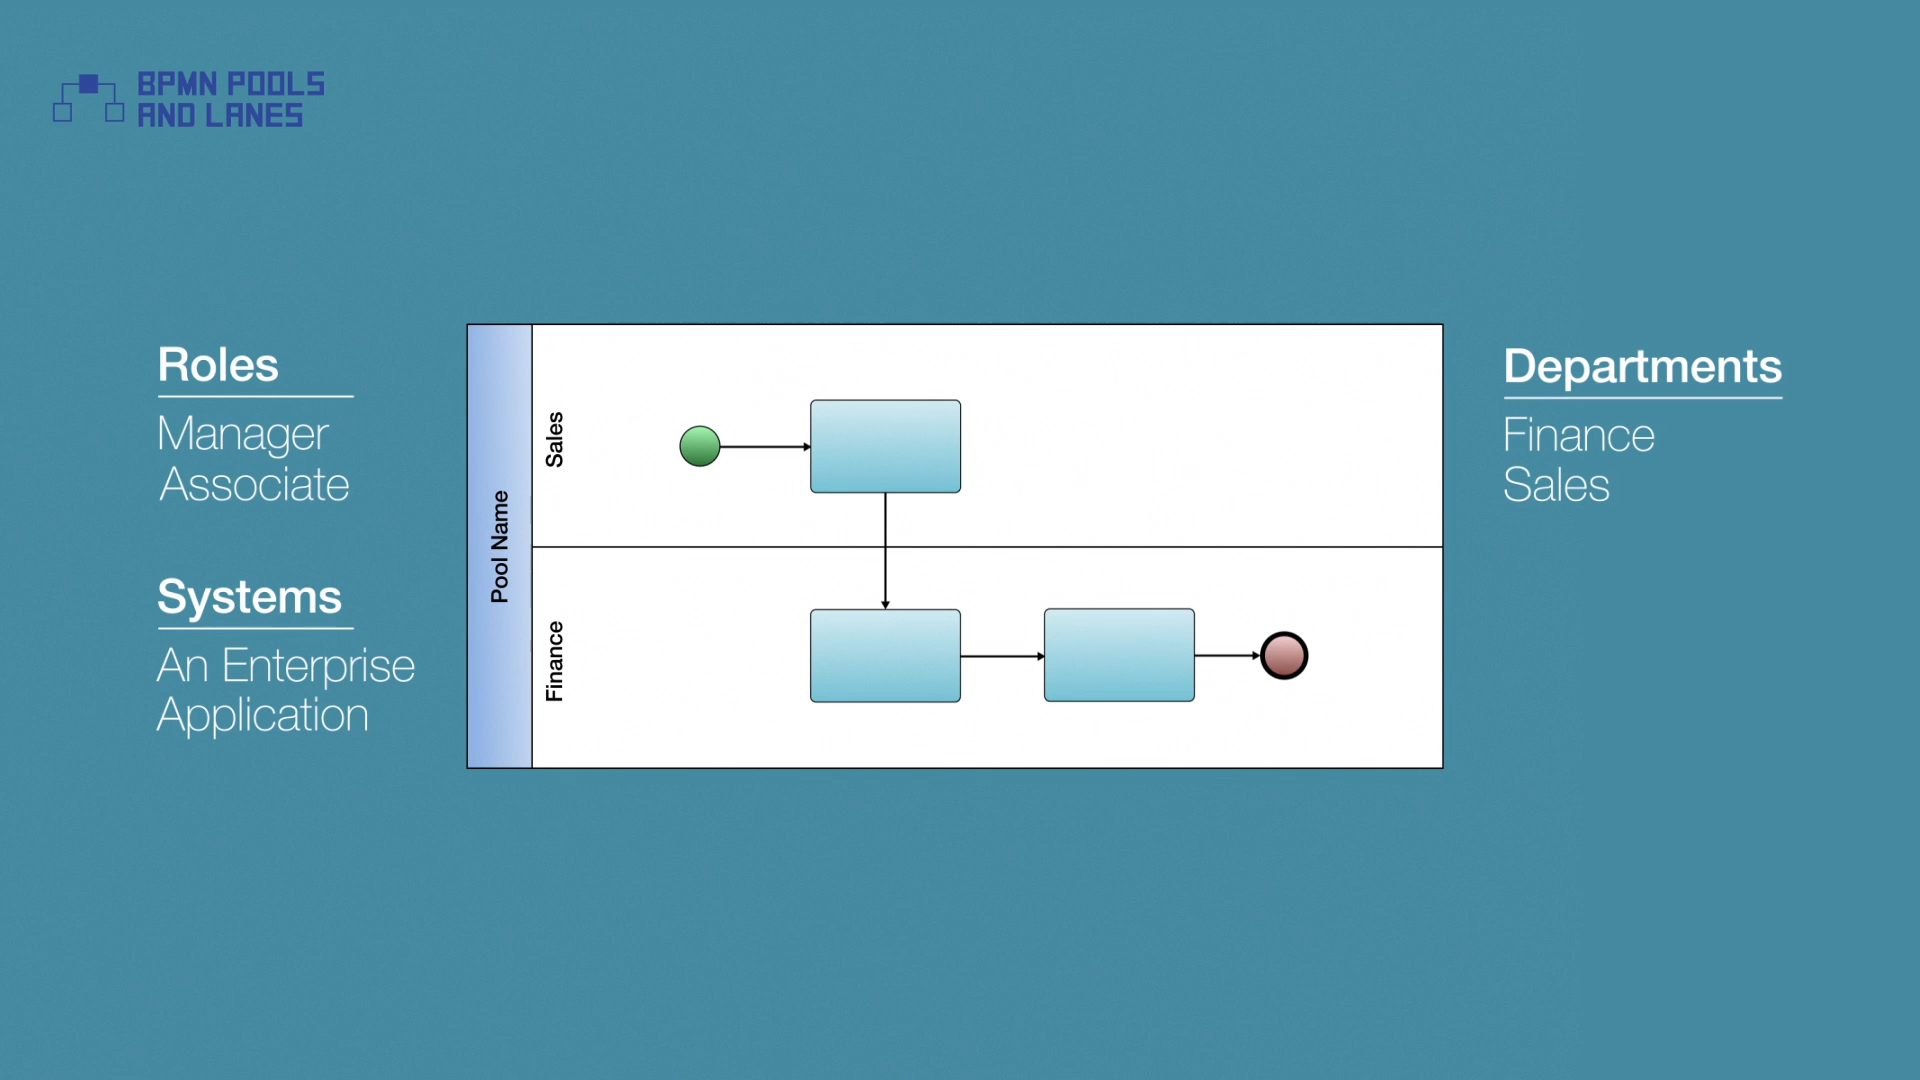 BPMN POOLS
AND LANES
Roles
Manager
Associate
Systems
An Enterprise
Application
Pool Name
Sales
Finance
Departments
Finance
Sales